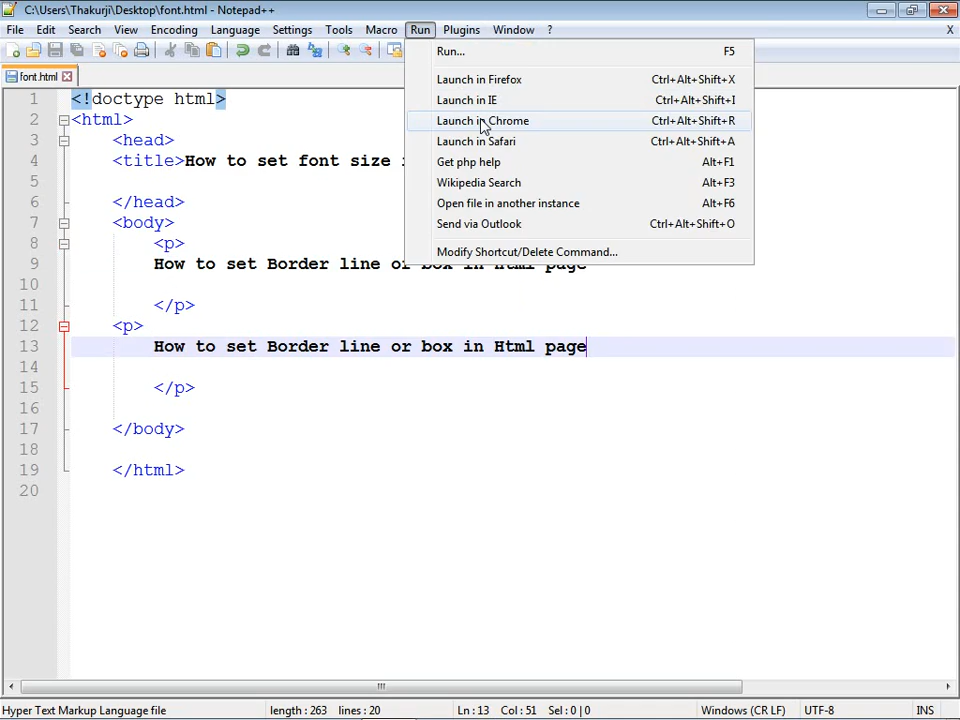 C:\Users\Thakurji\Desktop\font.html - Notepad++
File Edit Search View Encoding Language Settings Tools Macro Run Plugins Window ? X
font.html
Run... F5
Launch in Firefox Ctrl+Alt+Shift+X
Launch in IE Ctrl+Alt+Shift+I
Launch in Chrome Ctrl+Alt+Shift+R
Launch in Safari Ctrl+Alt+Shift+A
Get php help Alt+F1
Wikipedia Search Alt+F3
Open file in another instance Alt+F6
Send via Outlook Ctrl+Alt+Shift+O
Modify Shortcut/Delete Command...
1 <!doctype html>
2 <html>
3 <head>
4 <title>How to set font size
5
6 </head>
7 <body>
8 <p>
9 How to set Border line or box in Html page
10
11 </p>
12 <p>
13 How to set Border line or box in Html page
14
15 </p>
16
17 </body>
18
19 </html>
20
Hyper Text Markup Language file length : 263 lines : 20 Ln : 13 Col : 51 Sel : 0 | 0 Windows (CR LF) UTF-8 INS